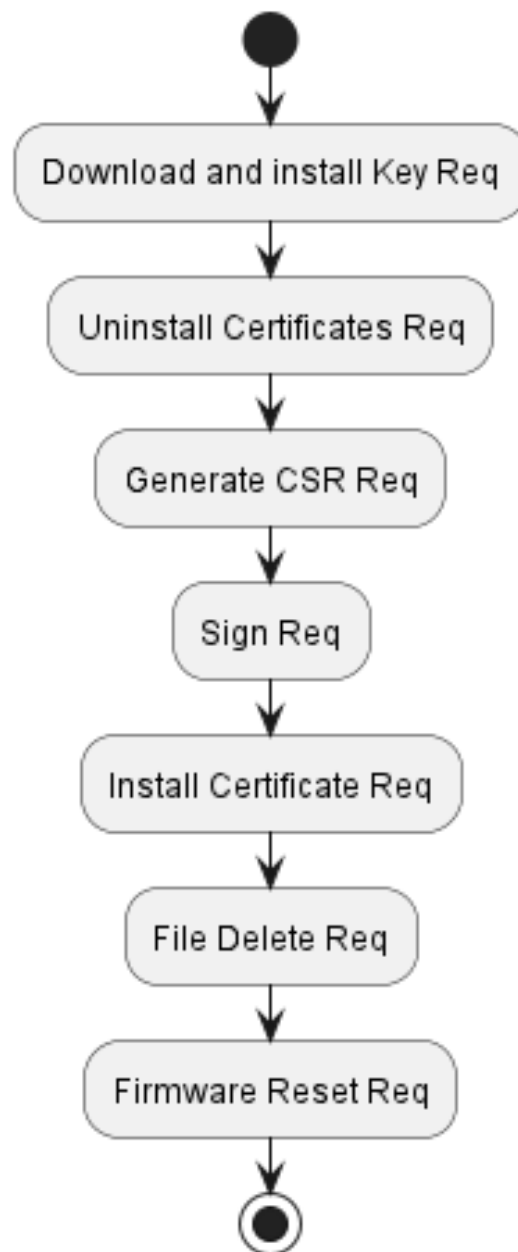 Download and install Key Req
Uninstall Certificates Req
Generate CSR Req
Sign Req
Install Certificate Req
File Delete Req
Firmware Reset Req